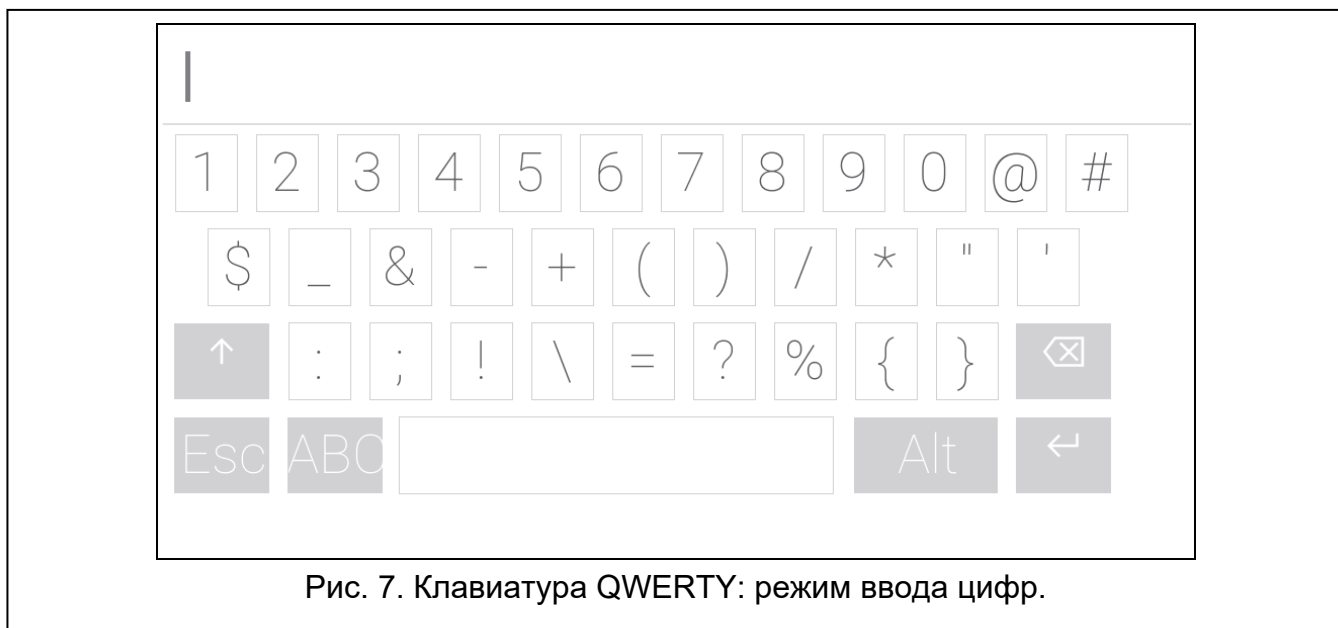 1 2 3 4 5 6 7 8 9 0 @ #
$ _ & - + ( ) / * " '
↑ : ; ! \ = ? % { } ⌫
Esc ABC Alt ↵
Рис. 7. Клавиатура QWERTY: режим ввода цифр.